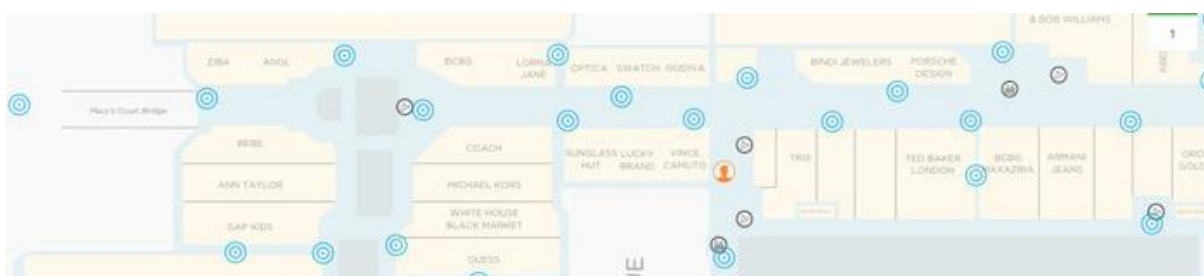 & BOB WILLIAMS
1
ZIBA
ANGL
BCBG
LORNA
JANE
OPTICA
SWATCH
GODIVA
BINDI JEWELERS
PORSCHE
DESIGN
Macy's Court Bridge
BEBE
COACH
SUNGLASS
HUT
LUCKY
BRAND
VINCE
CAMUTO
TRIS
TED BAKER
LONDON
BCBG
MAXAZRIA
ARMANI
JEANS
ANN TAYLOR
MICHAEL KORS
GAP KIDS
WHITE HOUSE
BLACK MARKET
GUESS